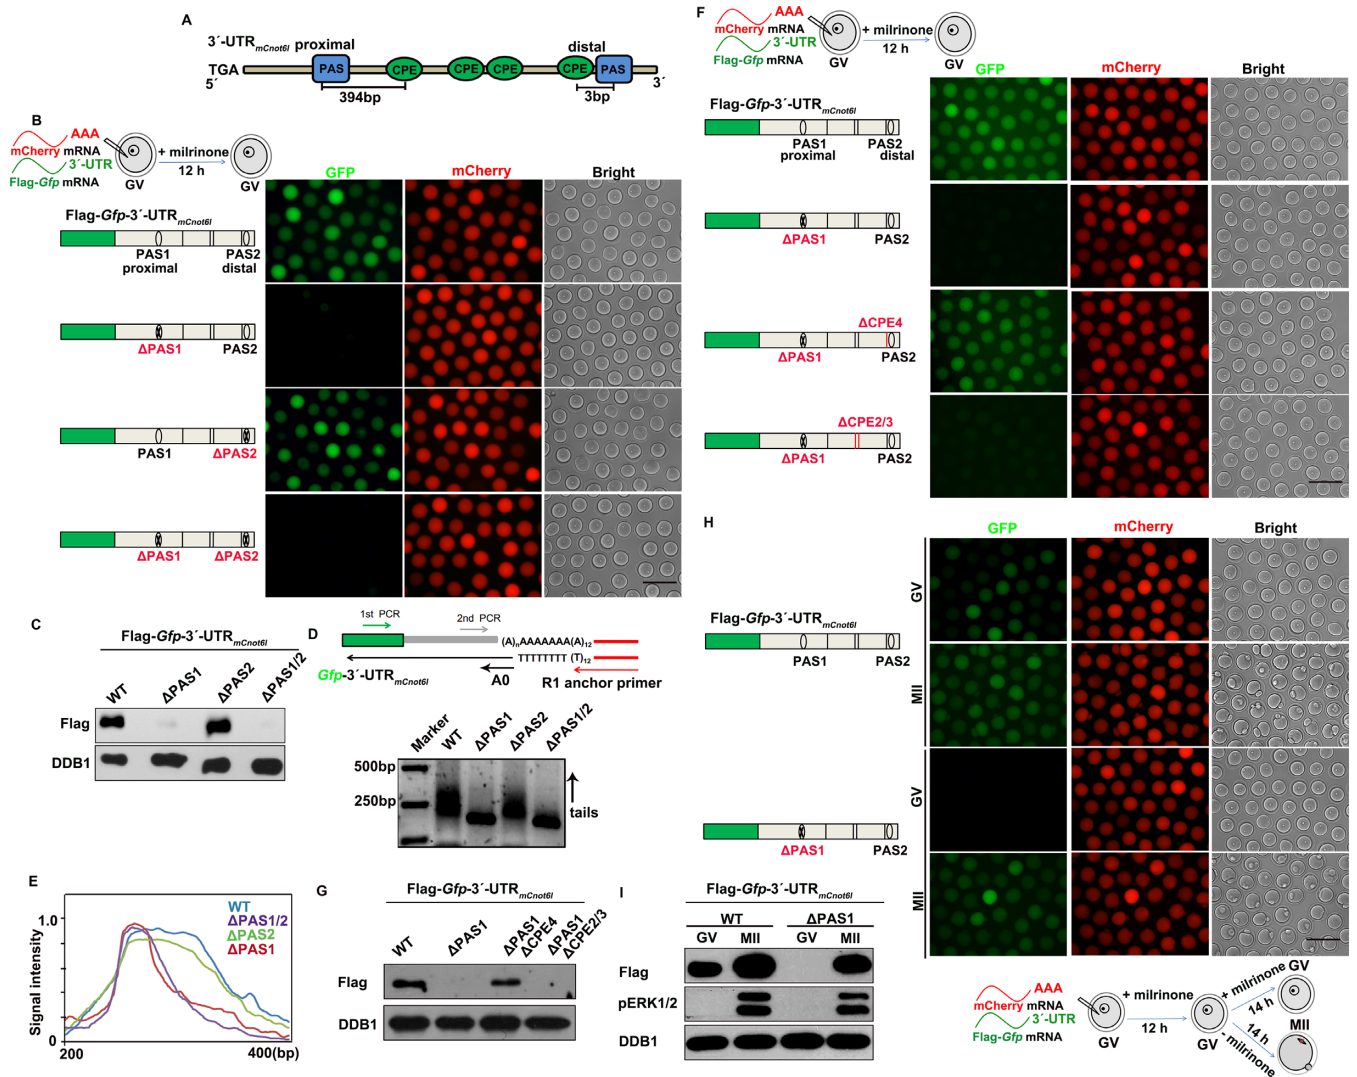 A
3´-UTRmCnot6l
proximal
distal
TGA
PAS
CPE
CPE
CPE
CPE
PAS
5´
3´
394bp
3bp
B
AAA
mCherry mRNA
3´-UTR
Flag-Gfp mRNA
+ milrinone
12 h
GV
GV
GFP
mCherry
Bright
Flag-Gfp-3´-UTRmCnot6l
PAS1
PAS2
proximal
distal
ΔPAS1
PAS2
PAS1
ΔPAS2
ΔPAS1
ΔPAS2
C
Flag-Gfp-3´-UTRmCnot6l
WT
ΔPAS1
ΔPAS2
ΔPAS1/2
Flag
DDB1
D
1st PCR
2nd PCR
(A)nAAAAAAA(A)12
TTTTTTTT (T)12
Gfp-3´-UTRmCnot6l
A0
R1 anchor primer
Marker
WT
ΔPAS1
ΔPAS2
ΔPAS1/2
500bp
250bp
tails
E
Signal intensity
1.0
0
200
400(bp)
WT
ΔPAS1/2
ΔPAS2
ΔPAS1
F
AAA
mCherry mRNA
3´-UTR
Flag-Gfp mRNA
+ milrinone
12 h
GV
GV
GFP
mCherry
Bright
Flag-Gfp-3´-UTRmCnot6l
PAS1
PAS2
proximal
distal
ΔPAS1
PAS2
ΔCPE4
ΔPAS1
PAS2
ΔCPE2/3
ΔPAS1
PAS2
G
Flag-Gfp-3´-UTRmCnot6l
WT
ΔPAS1
ΔPAS1
ΔCPE4
ΔPAS1
ΔCPE2/3
Flag
DDB1
H
GFP
mCherry
Bright
GV
MII
GV
MII
Flag-Gfp-3´-UTRmCnot6l
PAS1
PAS2
ΔPAS1
PAS2
AAA
mCherry mRNA
3´-UTR
Flag-Gfp mRNA
+ milrinone
12 h
GV
GV
+ milrinone
14 h
GV
14 h
- milrinone
MII
I
Flag-Gfp-3´-UTRmCnot6l
WT
ΔPAS1
GV
MII
GV
MII
Flag
pERK1/2
DDB1